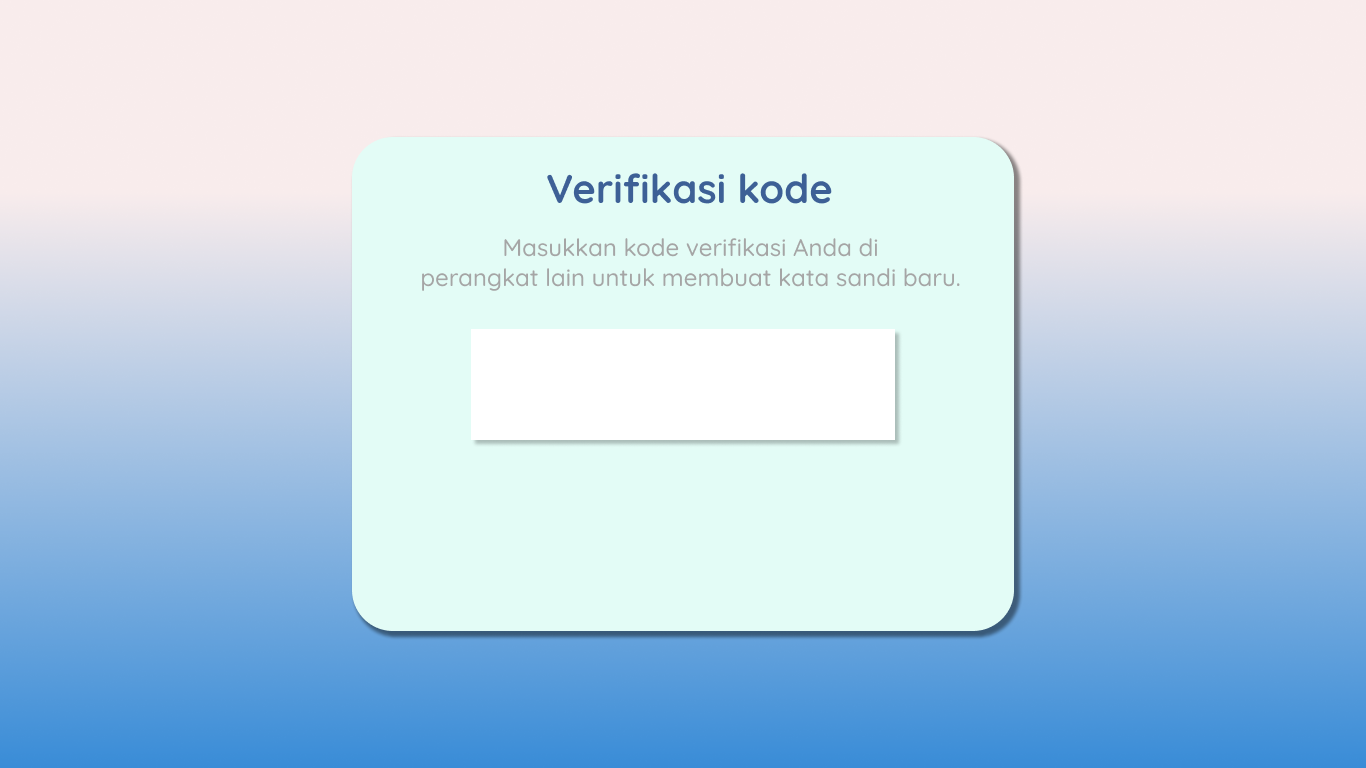 Verifikasi kode
Masukkan kode verifikasi Anda di
perangkat lain untuk membuat kata sandi baru.